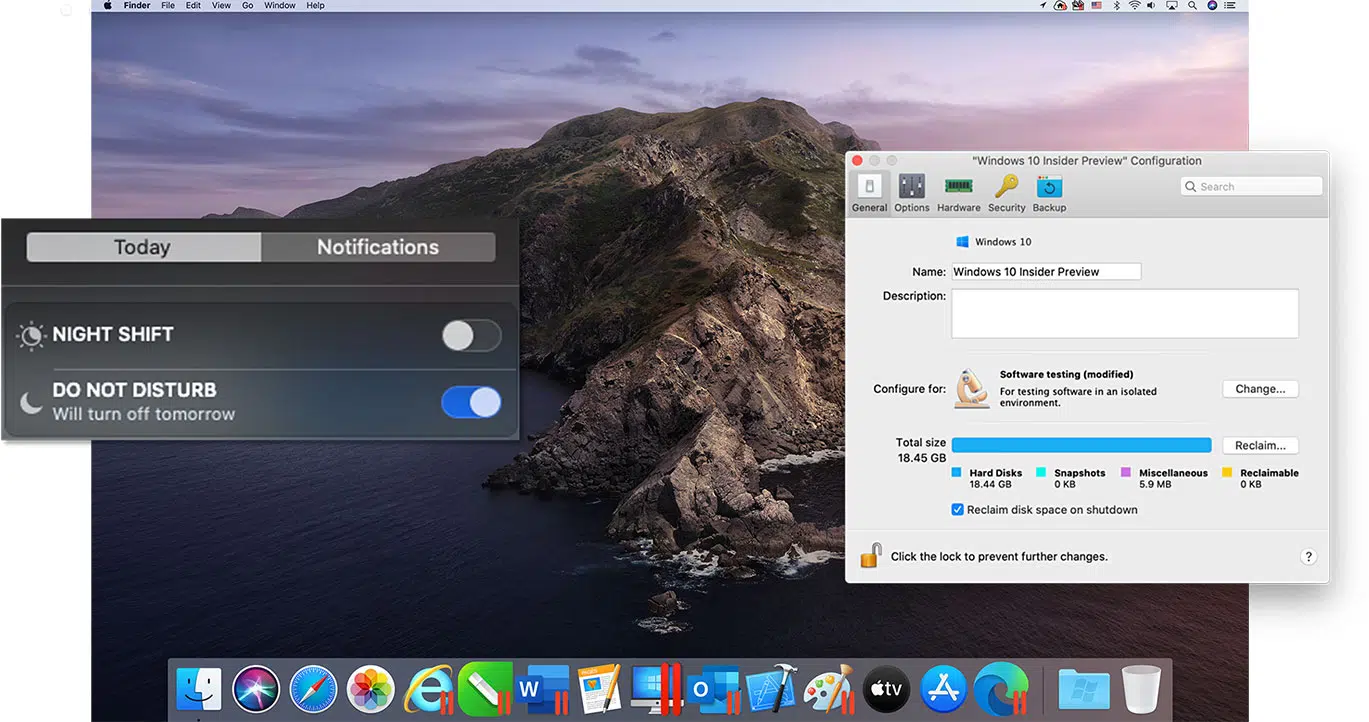 Finder File Edit View Go Window Help
"Windows 10 Insider Preview" Configuration
General Options Hardware Security Backup
Search
Windows 10
Name: Windows 10 Insider Preview
Description:
Configure for:
Software testing (modified)
For testing software in an isolated
environment.
Change...
Total size
18.45 GB
Reclaim...
Hard Disks
18.44 GB
Snapshots
0 KB
Miscellaneous
5.9 MB
Reclaimable
0 KB
Reclaim disk space on shutdown
Click the lock to prevent further changes.
?
Today Notifications
NIGHT SHIFT
DO NOT DISTURB
Will turn off tomorrow
W
O
tv